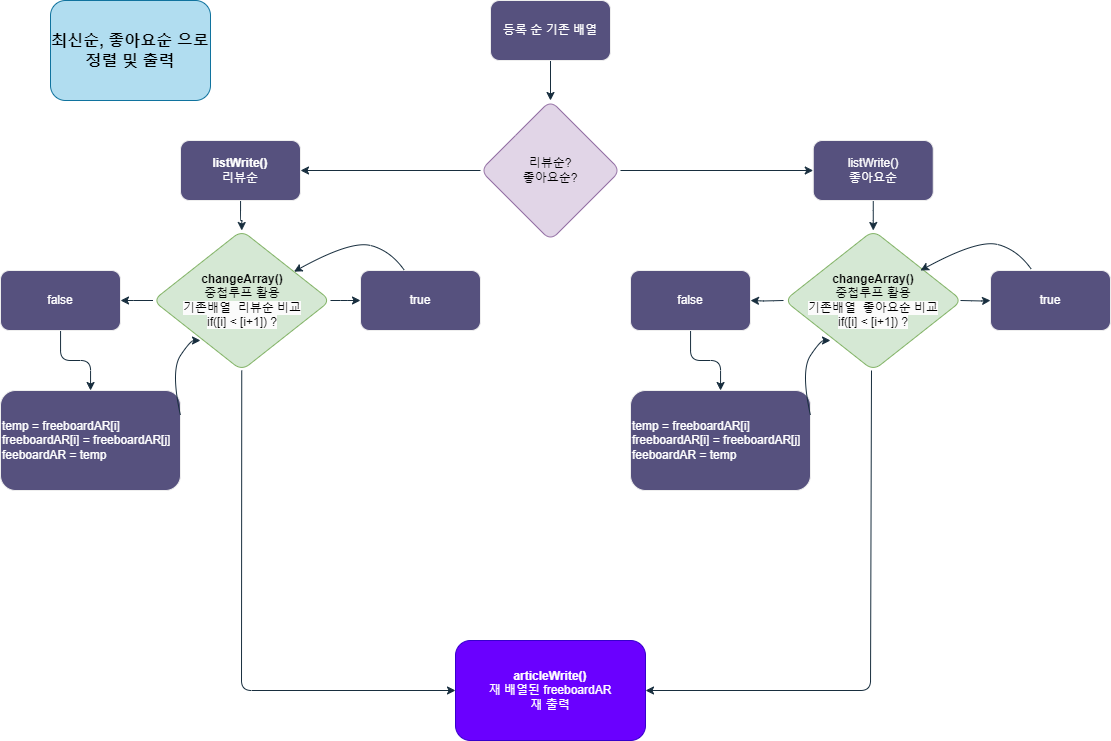 최신순, 좋아요순 으로
정렬 및 출력
등록 순 기존 배열
리뷰순?
좋아요순?
listWrite()
리뷰순
listWrite()
좋아요순
changeArray()
중첩루프 활용
기존배열 리뷰순 비교
if([i] < [i+1]) ?
false
true
changeArray()
중첩루프 활용
기존배열 좋아요순 비교
if([i] < [i+1]) ?
false
true
temp = freeboardAR[i]
freeboardAR[i] = freeboardAR[j]
feeboardAR = temp
temp = freeboardAR[i]
freeboardAR[i] = freeboardAR[j]
feeboardAR = temp
articleWrite()
재 배열된 freeboardAR
재 출력